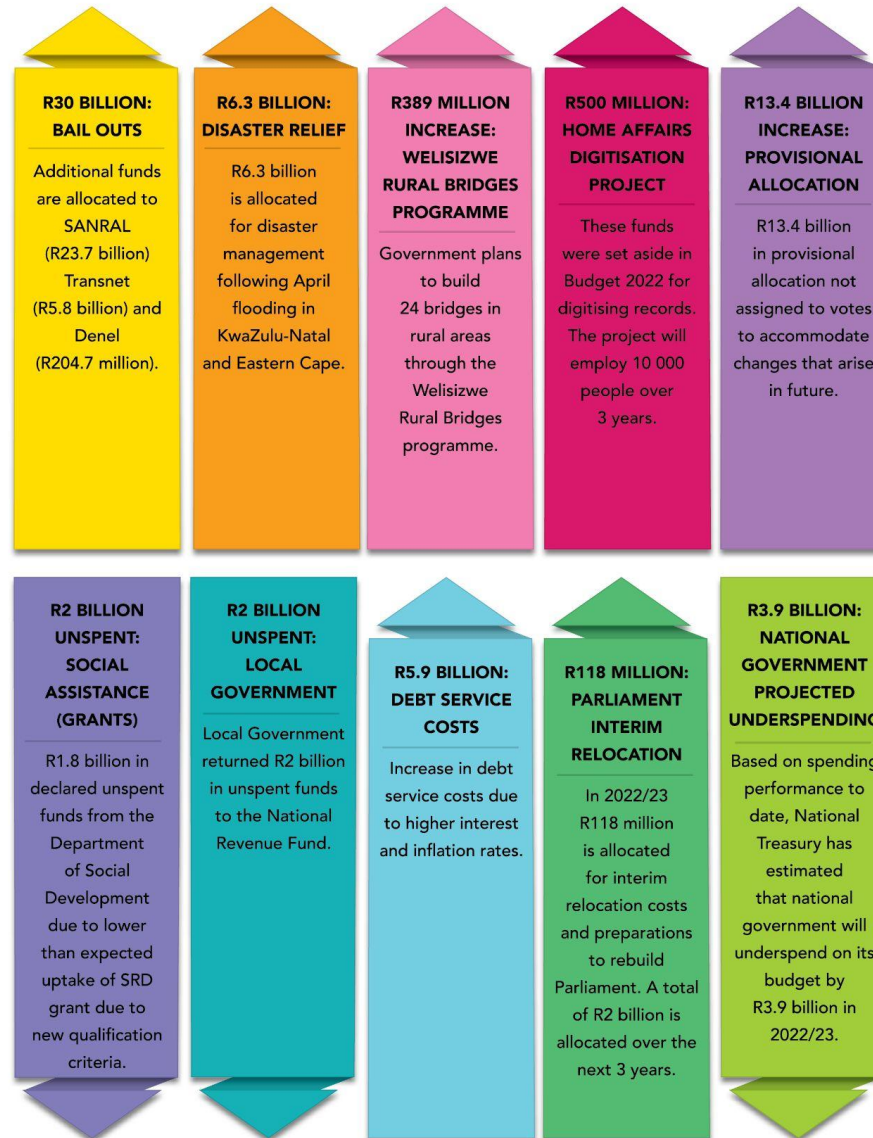 R30 BILLION:
BAIL OUTS
Additional funds
are allocated to
SANRAL
(R23.7 billion)
Transnet
(R5.8 billion) and
Denel
(R204.7 million).
R6.3 BILLION:
DISASTER RELIEF
R6.3 billion
is allocated
for disaster
management
following April
flooding in
KwaZulu-Natal
and Eastern Cape.
R389 MILLION
INCREASE:
WELISIZWE
RURAL BRIDGES
PROGRAMME
Government plans
to build
24 bridges in
rural areas
through the
Welisizwe
Rural Bridges
programme.
R500 MILLION:
HOME AFFAIRS
DIGITISATION
PROJECT
These funds
were set aside in
Budget 2022 for
digitising records.
The project will
employ 10 000
people over
3 years.
R13.4 BILLION
INCREASE:
PROVISIONAL
ALLOCATION
R13.4 billion
in provisional
allocation not
assigned to votes
to accommodate
changes that arise
in future.
R2 BILLION
UNSPENT:
SOCIAL
ASSISTANCE
(GRANTS)
R1.8 billion in
declared unspent
funds from the
Department
of Social
Development
due to lower
than expected
uptake of SRD
grant due to
new qualification
criteria.
R2 BILLION
UNSPENT:
LOCAL
GOVERNMENT
Local Government
returned R2 billion
in unspent funds
to the National
Revenue Fund.
R5.9 BILLION:
DEBT SERVICE
COSTS
Increase in debt
service costs due
to higher interest
and inflation rates.
R118 MILLION:
PARLIAMENT
INTERIM
RELOCATION
In 2022/23
R118 million
is allocated
for interim
relocation costs
and preparations
to rebuild
Parliament. A total
of R2 billion is
allocated over the
next 3 years.
R3.9 BILLION:
NATIONAL
GOVERNMENT
PROJECTED
UNDERSPENDING
Based on spending
performance to
date, National
Treasury has
estimated
that national
government will
underspend on its
budget by
R3.9 billion in
2022/23.